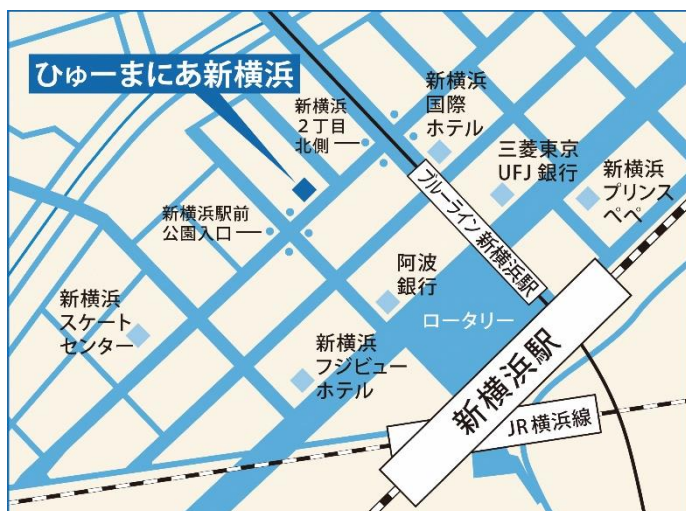 ひゅーまにあ新横浜
新横浜
2丁目
北側
新横浜
国際
ホテル
三菱東京
UFJ 銀行
新横浜
プリンス
ペペ
ブルーライン 新横浜駅
新横浜駅前
公園入口
阿波
銀行
新横浜
スケート
センター
ロータリー
新横浜
フジビュー
ホテル
新横浜駅
JR 横浜線